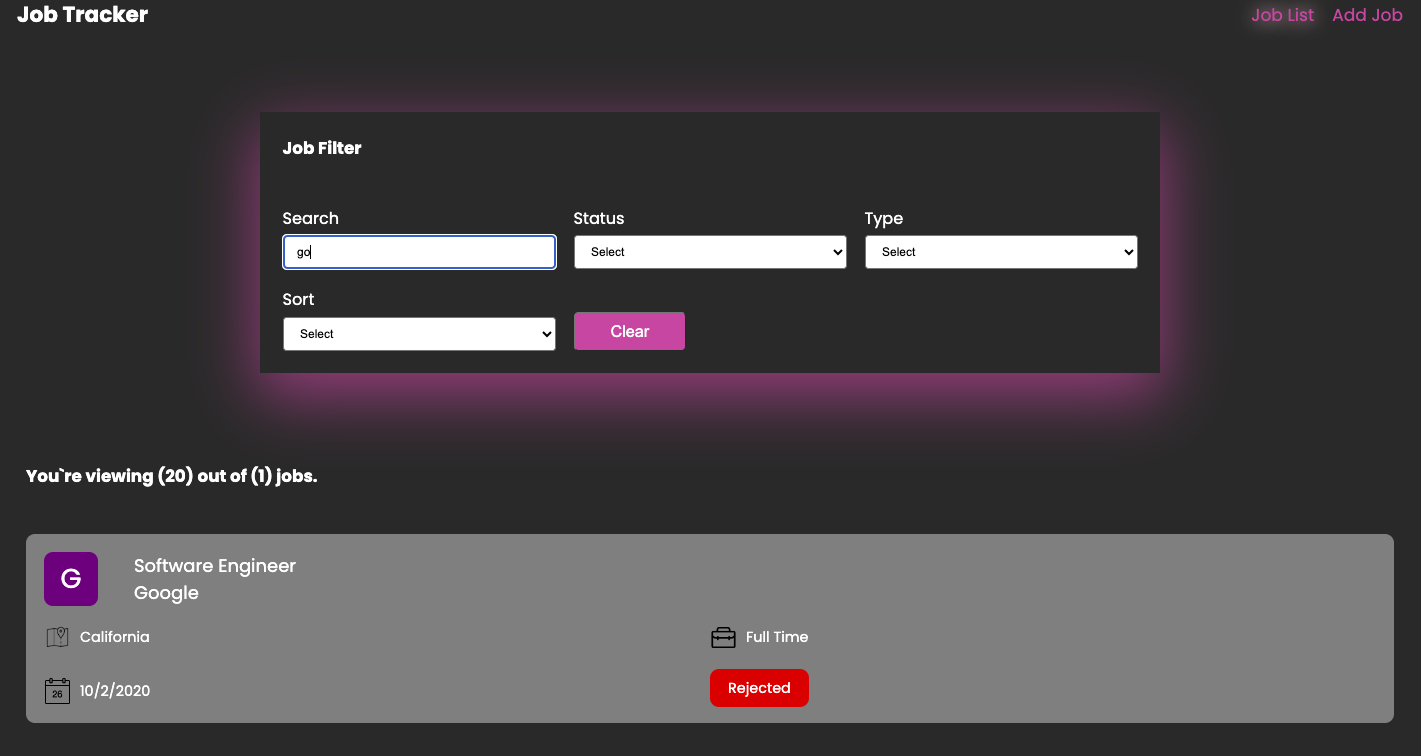 Job Tracker
Job List Add Job
Job Filter
Search Status Type
go Select Select
Sort
Select Clear
You`re viewing (20) out of (1) jobs.
G
Software Engineer
Google
California Full Time
26 10/2/2020 Rejected